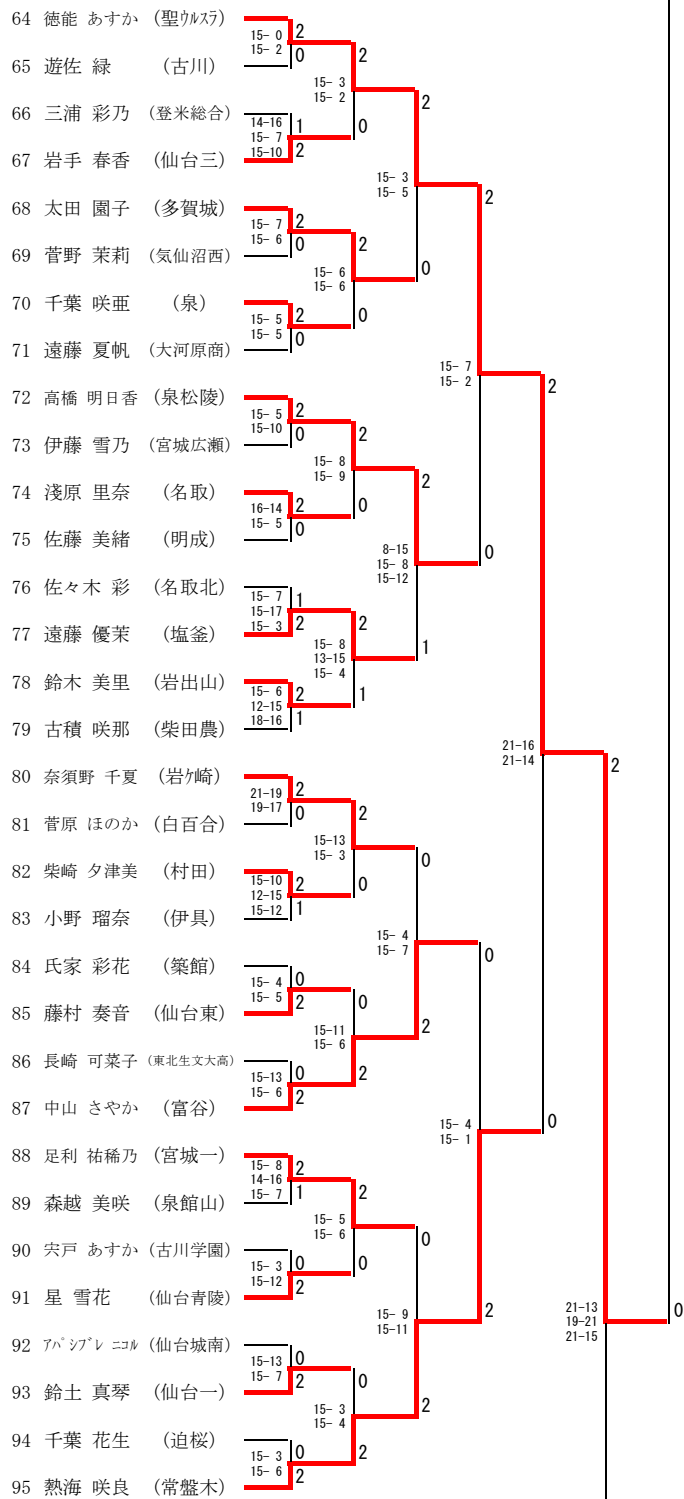 64 徳能 あすか (聖ウルスラ)
65 遊佐 緑 (古川)
66 三浦 彩乃 (登米総合)
67 岩手 春香 (仙台三)
68 太田 園子 (多賀城)
69 菅野 茉莉 (気仙沼西)
70 千葉 咲亜 (泉)
71 遠藤 夏帆 (大河原商)
72 高橋 明日香 (泉松陵)
73 伊藤 雪乃 (宮城広瀬)
74 淺原 里奈 (名取)
75 佐藤 美緒 (明成)
76 佐々木 彩 (名取北)
77 遠藤 優茉 (塩釜)
78 鈴木 美里 (岩出山)
79 古積 咲那 (柴田農)
80 奈須野 千夏 (岩ケ崎)
81 菅原 ほのか (白百合)
82 柴崎 夕津美 (村田)
83 小野 瑠奈 (伊具)
84 氏家 彩花 (築館)
85 藤村 奏音 (仙台東)
86 長崎 可菜子 (東北生文大高)
87 中山 さやか (富谷)
88 足利 祐稀乃 (宮城一)
89 森越 美咲 (泉館山)
90 宍戸 あすか (古川学園)
91 星 雪花 (仙台青陵)
92 アパシブレ ニコル (仙台城南)
93 鈴土 真琴 (仙台一)
94 千葉 花生 (迫桜)
95 熱海 咲良 (常盤木)
15- 0 2
15- 2 0
14-16 1
15- 7
15-10 2
15- 7 2
15- 6 0
15- 5 2
15- 5 0
15- 5 2
15-10 0
16-14 2
15- 5 0
15- 7 1
15-17
15- 3 2
15- 6 2
12-15
18-16 1
21-19 2
19-17 0
15-10 2
12-15
15-12 1
15- 4 0
15- 5 2
15-13 0
15- 6 2
15- 8 2
14-16
15- 7 1
15- 3 0
15-12 2
15-13 0
15- 7 2
15- 3 0
15- 6 2
2
15- 3
15- 2
0
2
15- 6
15- 6
0
2
15- 8
15- 9
0
2
15- 8
13-15
15- 4
1
2
15-13
15- 3
0
0
15-11
15- 6
2
2
15- 5
15- 6
0
0
15- 3
15- 4
2
2
15- 3
15- 5
0
2
8-15
15- 8
15-12
1
0
15- 4
15- 7
2
0
15- 9
15-11
2
2
15- 7
15- 2
0
0
15- 4
15- 1
2
2
21-16
21-14
0
2
21-13
19-21
21-15
0